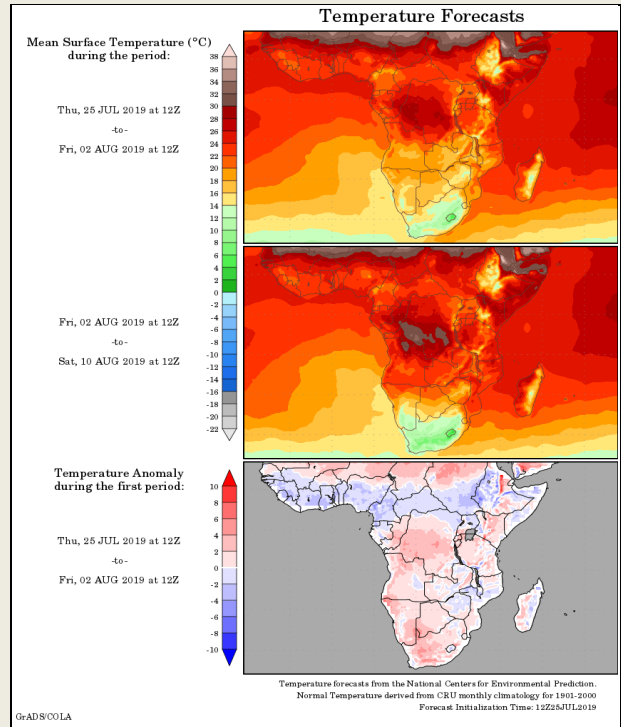 Temperature Forecasts
Mean Surface Temperature (°C)
during the period:
Thu, 25 JUL 2019 at 12Z
-to-
Fri, 02 AUG 2019 at 12Z
38
36
34
32
30
28
26
24
22
20
18
16
14
12
10
8
6
4
2
0
-2
-4
-6
-8
-10
-12
-14
-16
-18
-20
-22
Fri, 02 AUG 2019 at 12Z
-to-
Sat, 10 AUG 2019 at 12Z
Temperature Anomaly
during the first period:
Thu, 25 JUL 2019 at 12Z
-to-
Fri, 02 AUG 2019 at 12Z
10
8
6
4
2
0
-2
-4
-6
-8
-10
Temperature forecasts from the National Centers for Environmental Prediction.
Normal Temperature derived from CRU monthly climatology for 1901-2000
Forecast Initialization Time: 12Z25JUL2019
GrADS/COLA